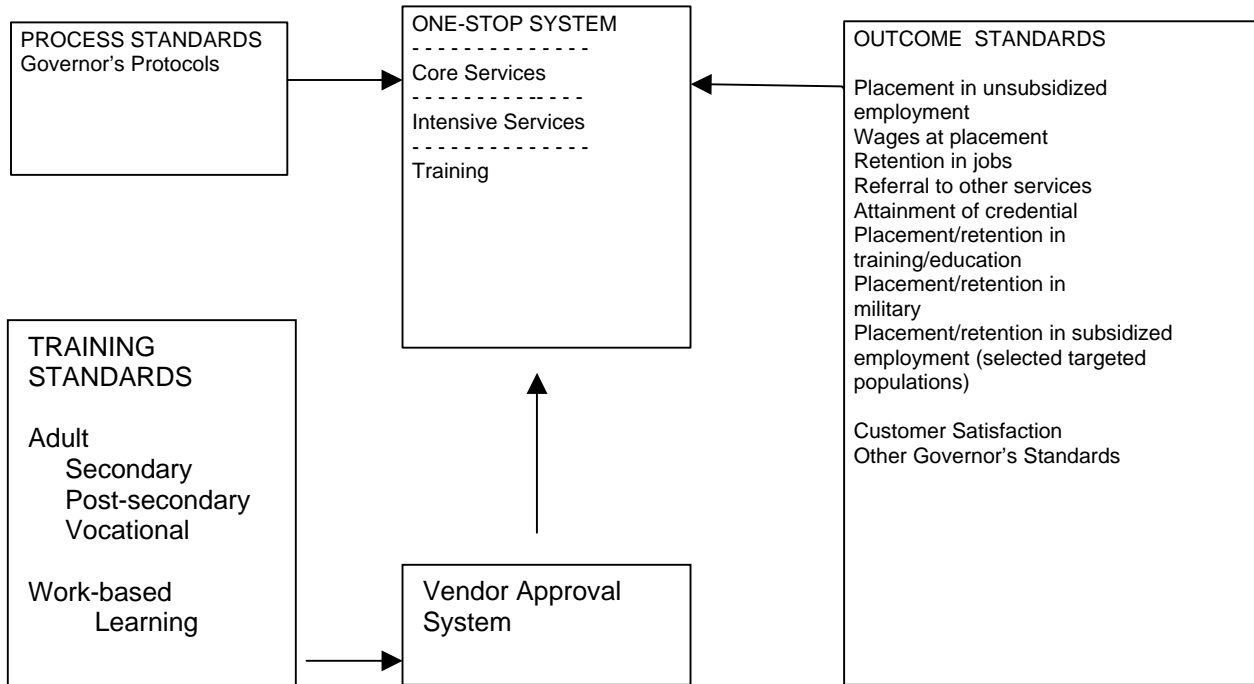 PROCESS STANDARDS
Governor’s Protocols
ONE-STOP SYSTEM
- - - - - - - - - - - - - -
Core Services
- - - - - - - - - -- - - -
Intensive Services
- - - - - - - - - - - - - -
Training
OUTCOME  STANDARDS
Placement in unsubsidized
employment
Wages at placement
Retention in jobs
Referral to other services
Attainment of credential
Placement/retention in
training/education
Placement/retention in
military
Placement/retention in subsidized
employment (selected targeted
populations)
Customer Satisfaction
Other Governor’s Standards
TRAINING
STANDARDS
Adult
Secondary
Post-secondary
Vocational
Work-based
Learning
Vendor Approval
System